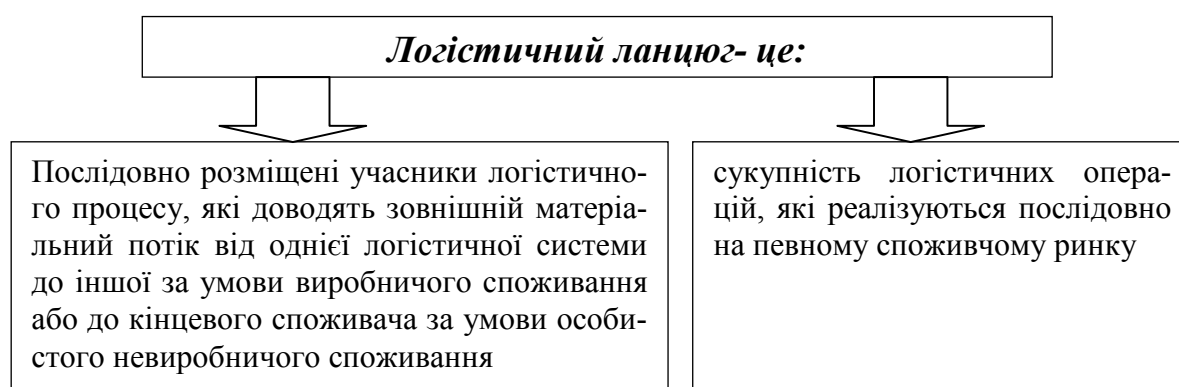 Логістичний ланцюг- це:
Послідовно розміщені учасники логістично-
го процесу, які доводять зовнішній матеріа-
льний потік від однієї логістичної системи
до іншої за умови виробничого споживання
або до кінцевого споживача за умови особи-
стого невиробничого споживання
сукупність логістичних опера-
цій, які реалізуються послідовно
на певному споживчому ринку